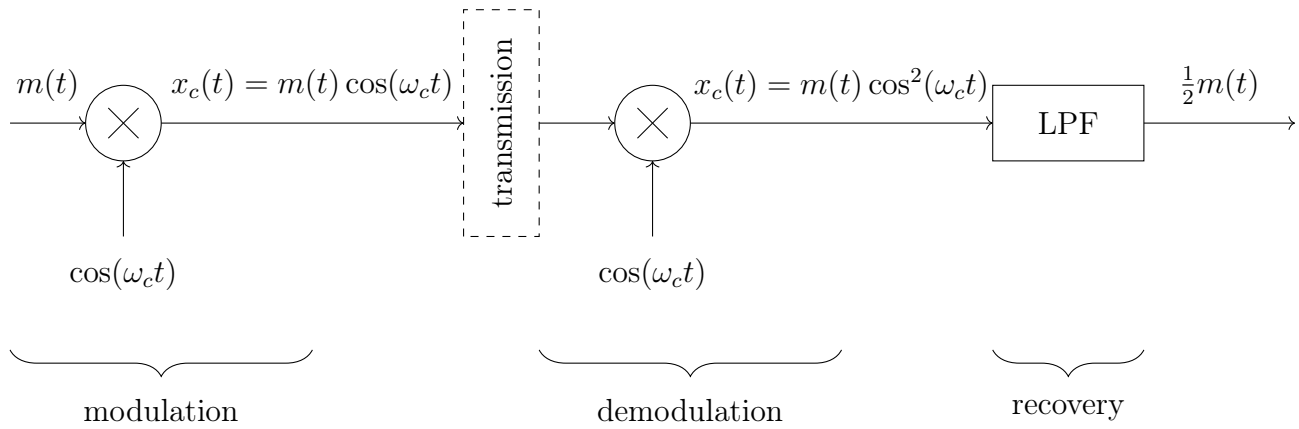 m(t)
x_c(t) = m(t) cos(ω_c t)
transmission
x_c(t) = m(t) cos²(ω_c t)
LPF
½m(t)
cos(ω_c t)
cos(ω_c t)
modulation
demodulation
recovery